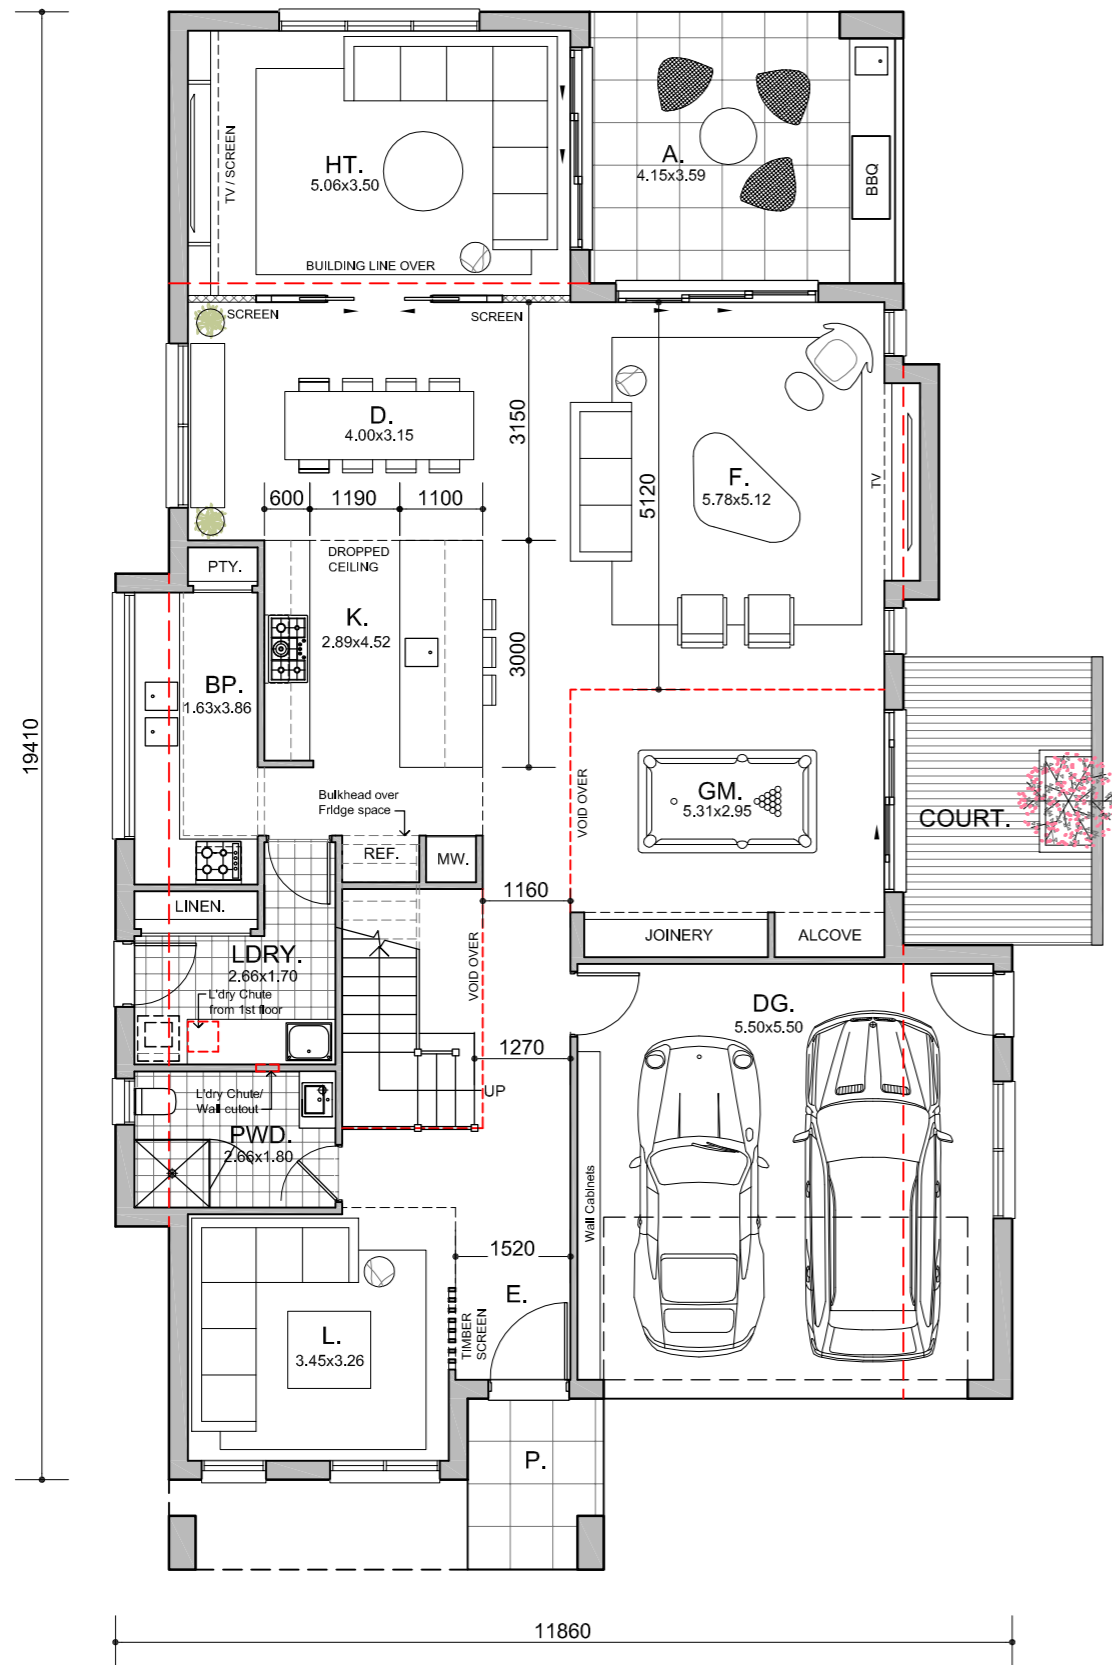 TV / SCREEN
HT.
5.06x3.50
A.
4.15x3.59
BBQ
BUILDING LINE OVER
SCREEN
SCREEN
D.
4.00x3.15
3150
5120
F.
5.78x5.12
TV
600
1190
1100
DROPPED
CEILING
PTY.
K.
2.89x4.52
3000
BP.
1.63x3.86
19410
Bulkhead over
Fridge space
VOID OVER
GM.
5.31x2.95
COURT.
REF.
MW.
1160
LINEN.
JOINERY
ALCOVE
LDRY.
2.66x1.70
L'dry Chute
from 1st floor
VOID OVER
DG.
5.50x5.50
1270
UP
L'dry Chute/
Wall cutout
PWD.
2.66x1.80
Wall Cabinets
1520
E.
TIMBER
SCREEN
L.
3.45x3.26
P.
11860